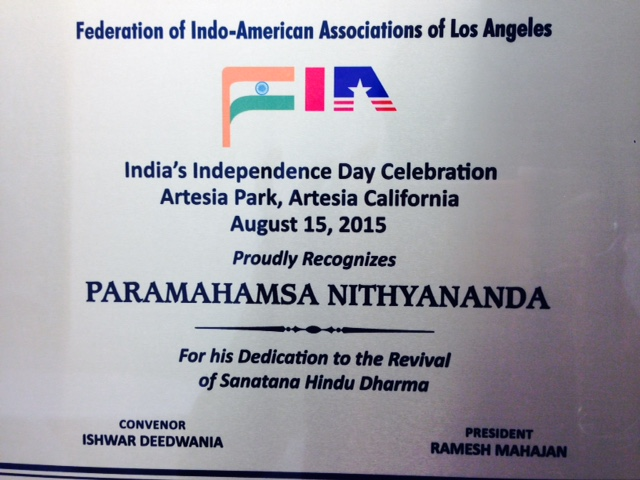 Federation of Indo-American Associations of Los Angeles
FIA
India's Independence Day Celebration
Artesia Park, Artesia California
August 15, 2015
Proudly Recognizes
PARAMAHAMSA NITHYANANDA
For his Dedication to the Revival
of Sanatana Hindu Dharma
CONVENOR
ISHWAR DEEDWANIA
PRESIDENT
RAMESH MAHAJAN